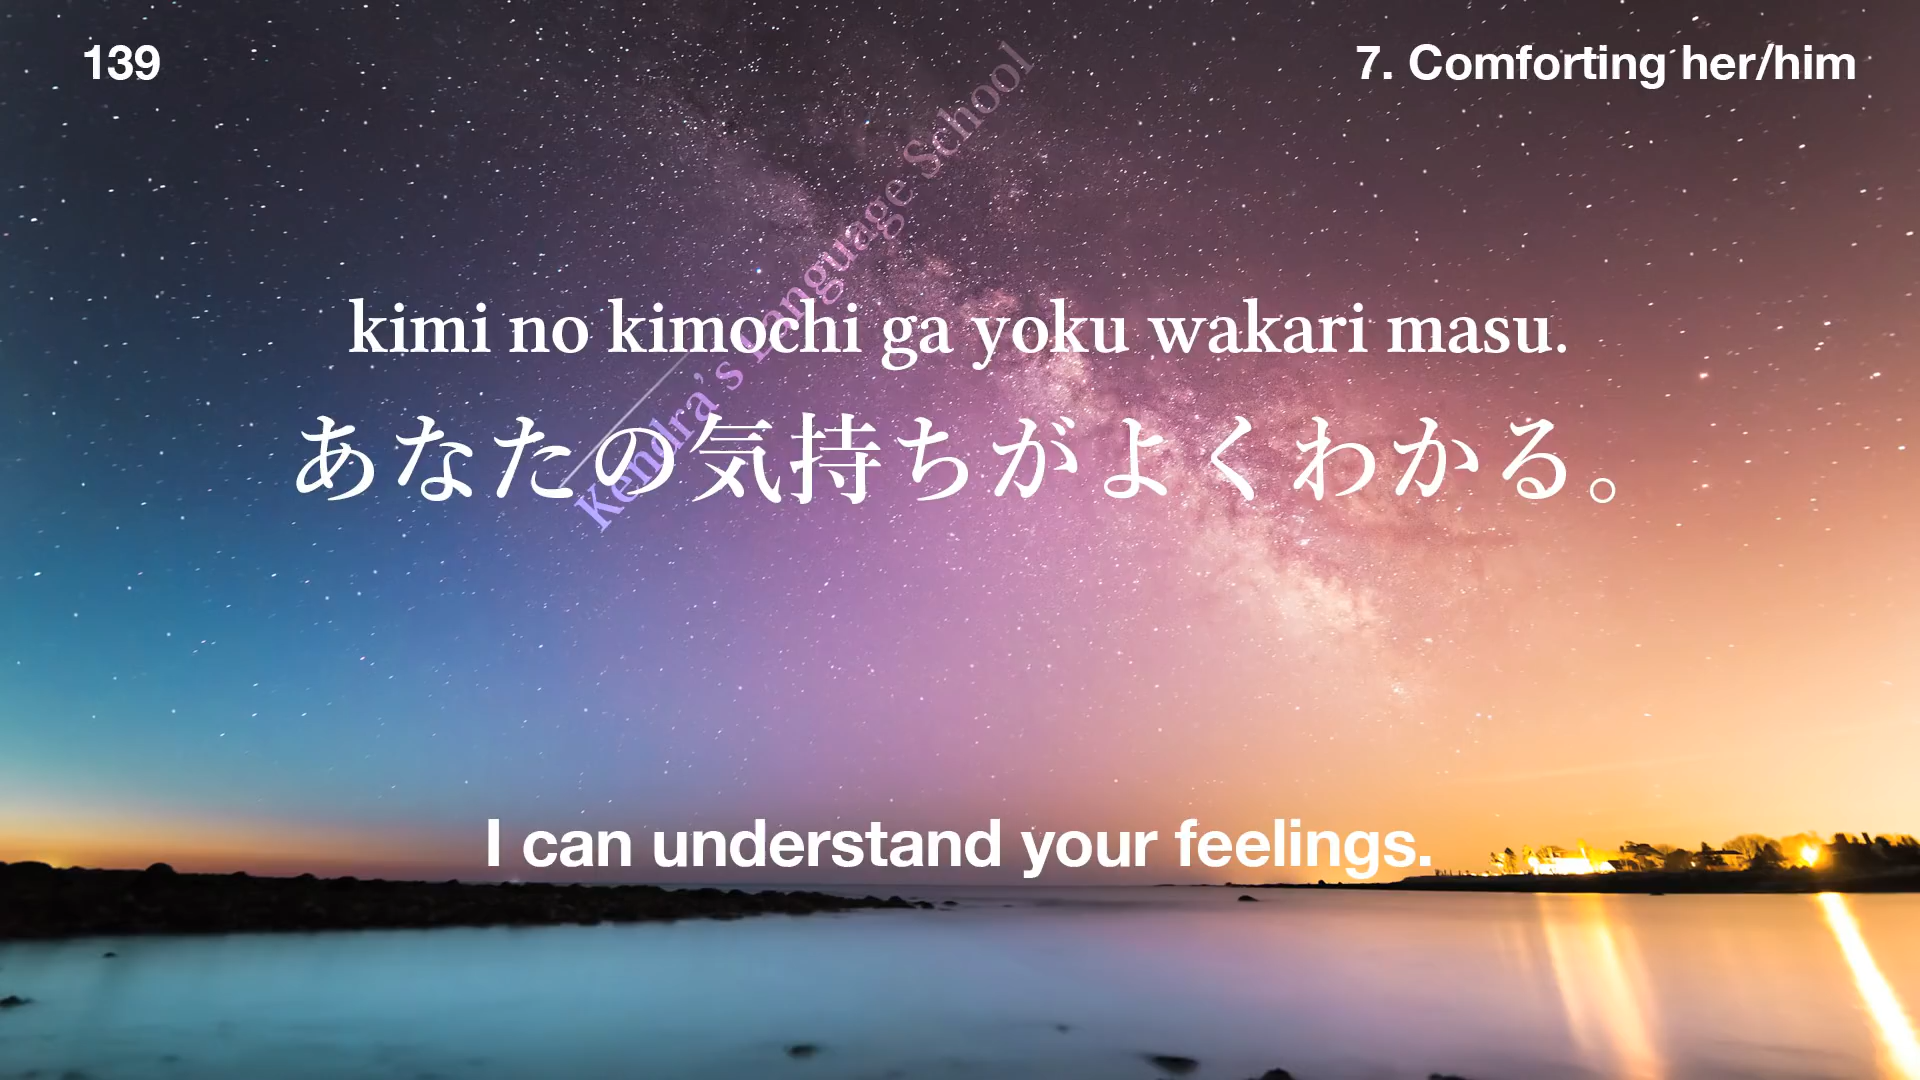 139
7. Comforting her/him
Kendra's Language School
kimi no kimochi ga yoku wakari masu.
あなたの気持ちがよくわかる。
I can understand your feelings.